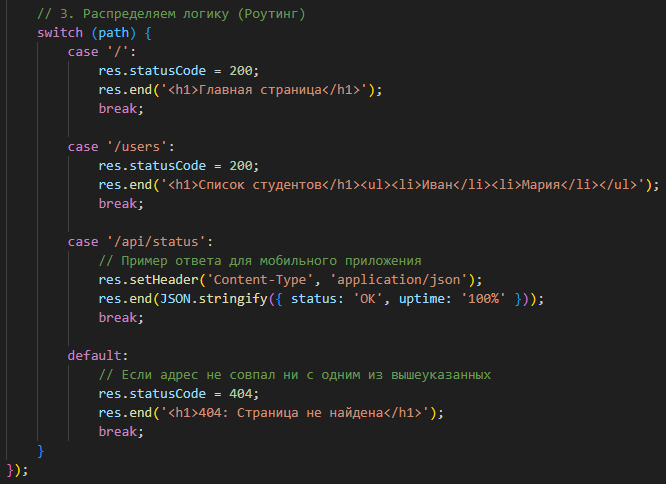 // 3. Распределяем логику (Роутинг)
switch (path) {
case '/':
res.statusCode = 200;
res.end('<h1>Главная страница</h1>');
break;
case '/users':
res.statusCode = 200;
res.end('<h1>Список студентов</h1><ul><li>Иван</li><li>Мария</li></ul>');
break;
case '/api/status':
// Пример ответа для мобильного приложения
res.setHeader('Content-Type', 'application/json');
res.end(JSON.stringify({ status: 'OK', uptime: '100%' }));
break;
default:
// Если адрес не совпал ни с одним из вышеуказанных
res.statusCode = 404;
res.end('<h1>404: Страница не найдена</h1>');
break;
}
});